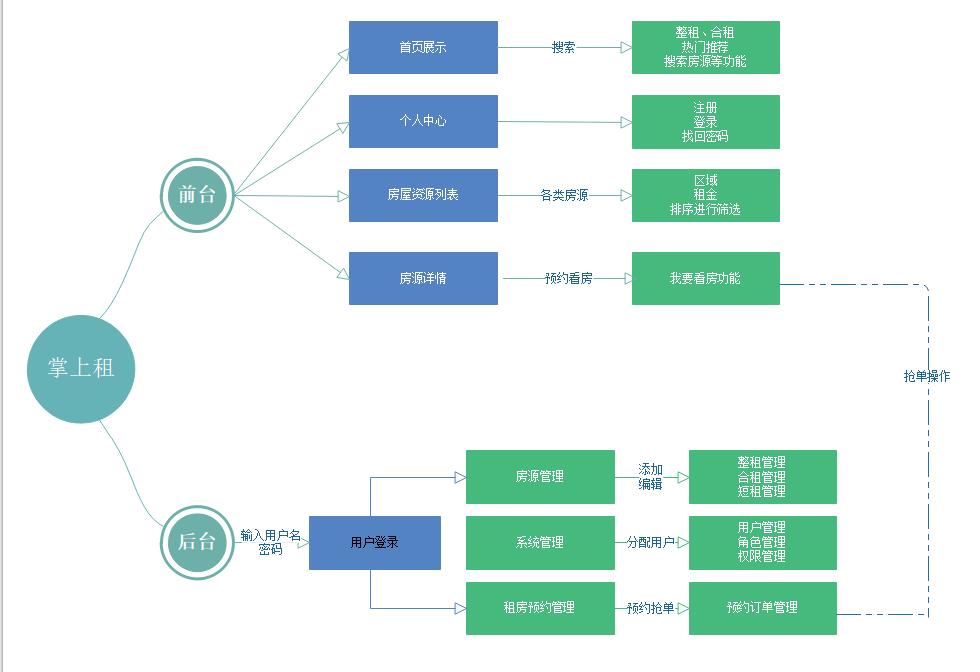 首页展示
搜索
整租、合租
热门推荐
搜索房源等功能
个人中心
注册
登录
找回密码
前台
房屋资源列表
各类房源
区域
租金
排序进行筛选
房源详情
预约看房
我要看房功能
掌上租
抢单操作
房源管理
添加
编辑
整租管理
合租管理
短租管理
后台
输入用户名
密码
用户登录
系统管理
分配用户
用户管理
角色管理
权限管理
租房预约管理
预约抢单
预约订单管理